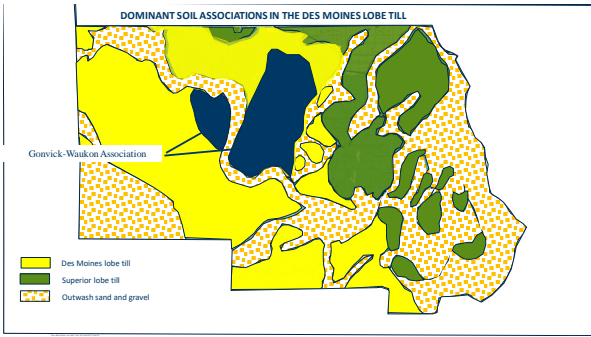 DOMINANT SOIL ASSOCIATIONS IN THE DES MOINES LOBE TILL
Gonvick-Waukon Association
Des Moines lobe till
Superior lobe till
Outwash sand and gravel